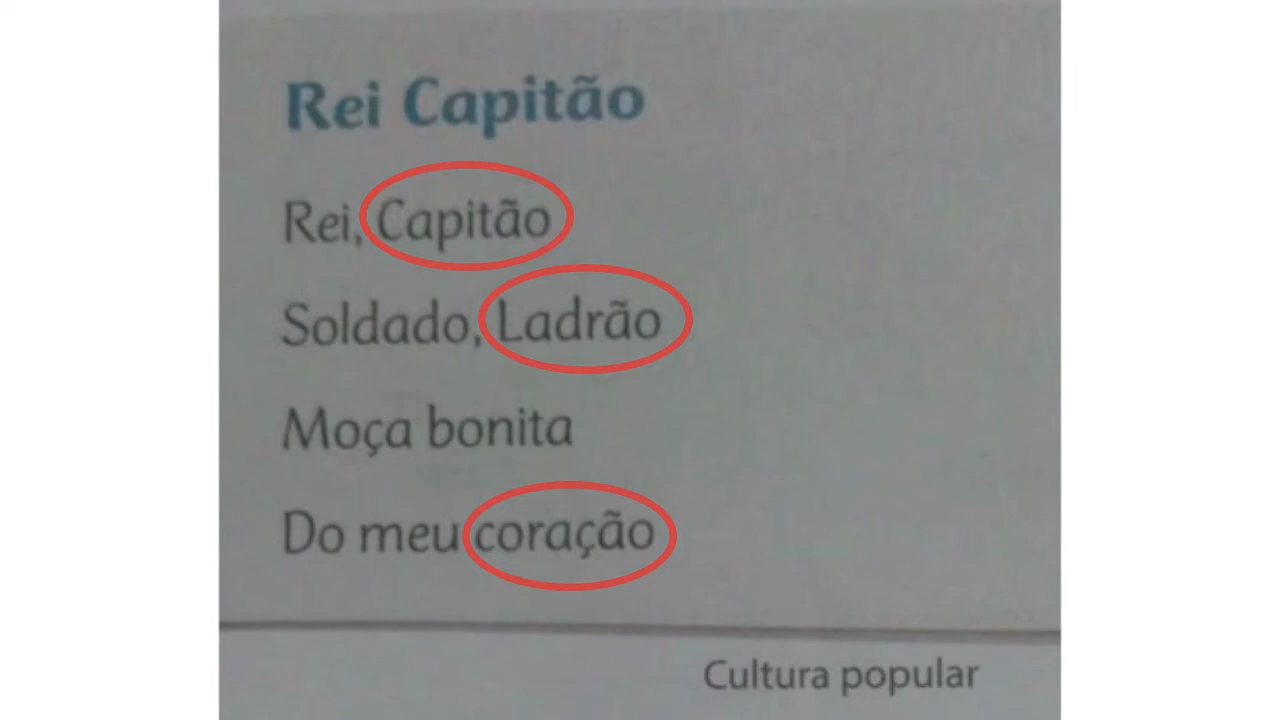 Rei Capitão
Rei, Capitão
Soldado, Ladrão
Moça bonita
Do meu coração
Cultura popular